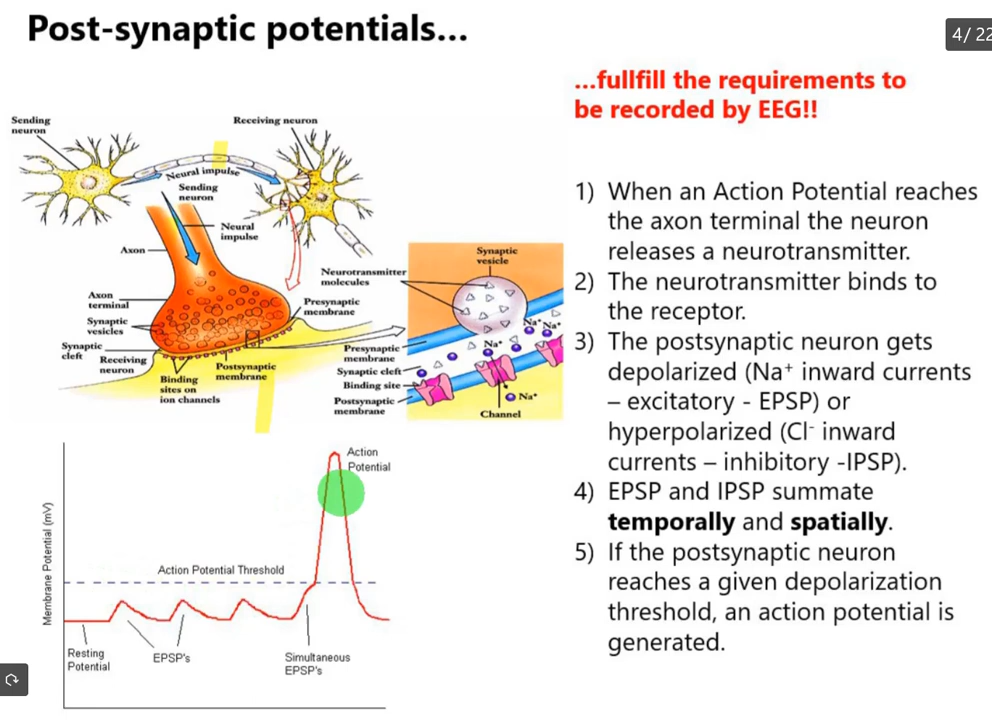 Post-synaptic potentials...
4 / 22
...fullfill the requirements to
be recorded by EEG!!
Sending
neuron
Receiving neuron
Neural impulse
Sending
neuron
Neural
impulse
Axon
Axon
terminal
Synaptic
vesicles
Synaptic
cleft
Receiving
neuron
Binding
sites on
ion channels
Postsynaptic
membrane
Presynaptic
membrane
Neurotransmitter
molecules
Synaptic
vesicle
Na⁺
Na⁺
Na⁺
Presynaptic
membrane
Synaptic cleft
Binding site
Postsynaptic
membrane
Na⁺
Channel
1) When an Action Potential reaches
the axon terminal the neuron
releases a neurotransmitter.
2) The neurotransmitter binds to
the receptor.
3) The postsynaptic neuron gets
depolarized (Na⁺ inward currents
– excitatory - EPSP) or
hyperpolarized (Cl⁻ inward
currents – inhibitory -IPSP).
4) EPSP and IPSP summate
temporally and spatially.
5) If the postsynaptic neuron
reaches a given depolarization
threshold, an action potential is
generated.
Membrane Potential (mV)
Action
Potential
Action Potential Threshold
Resting
Potential
EPSP's
Simultaneous
EPSP's